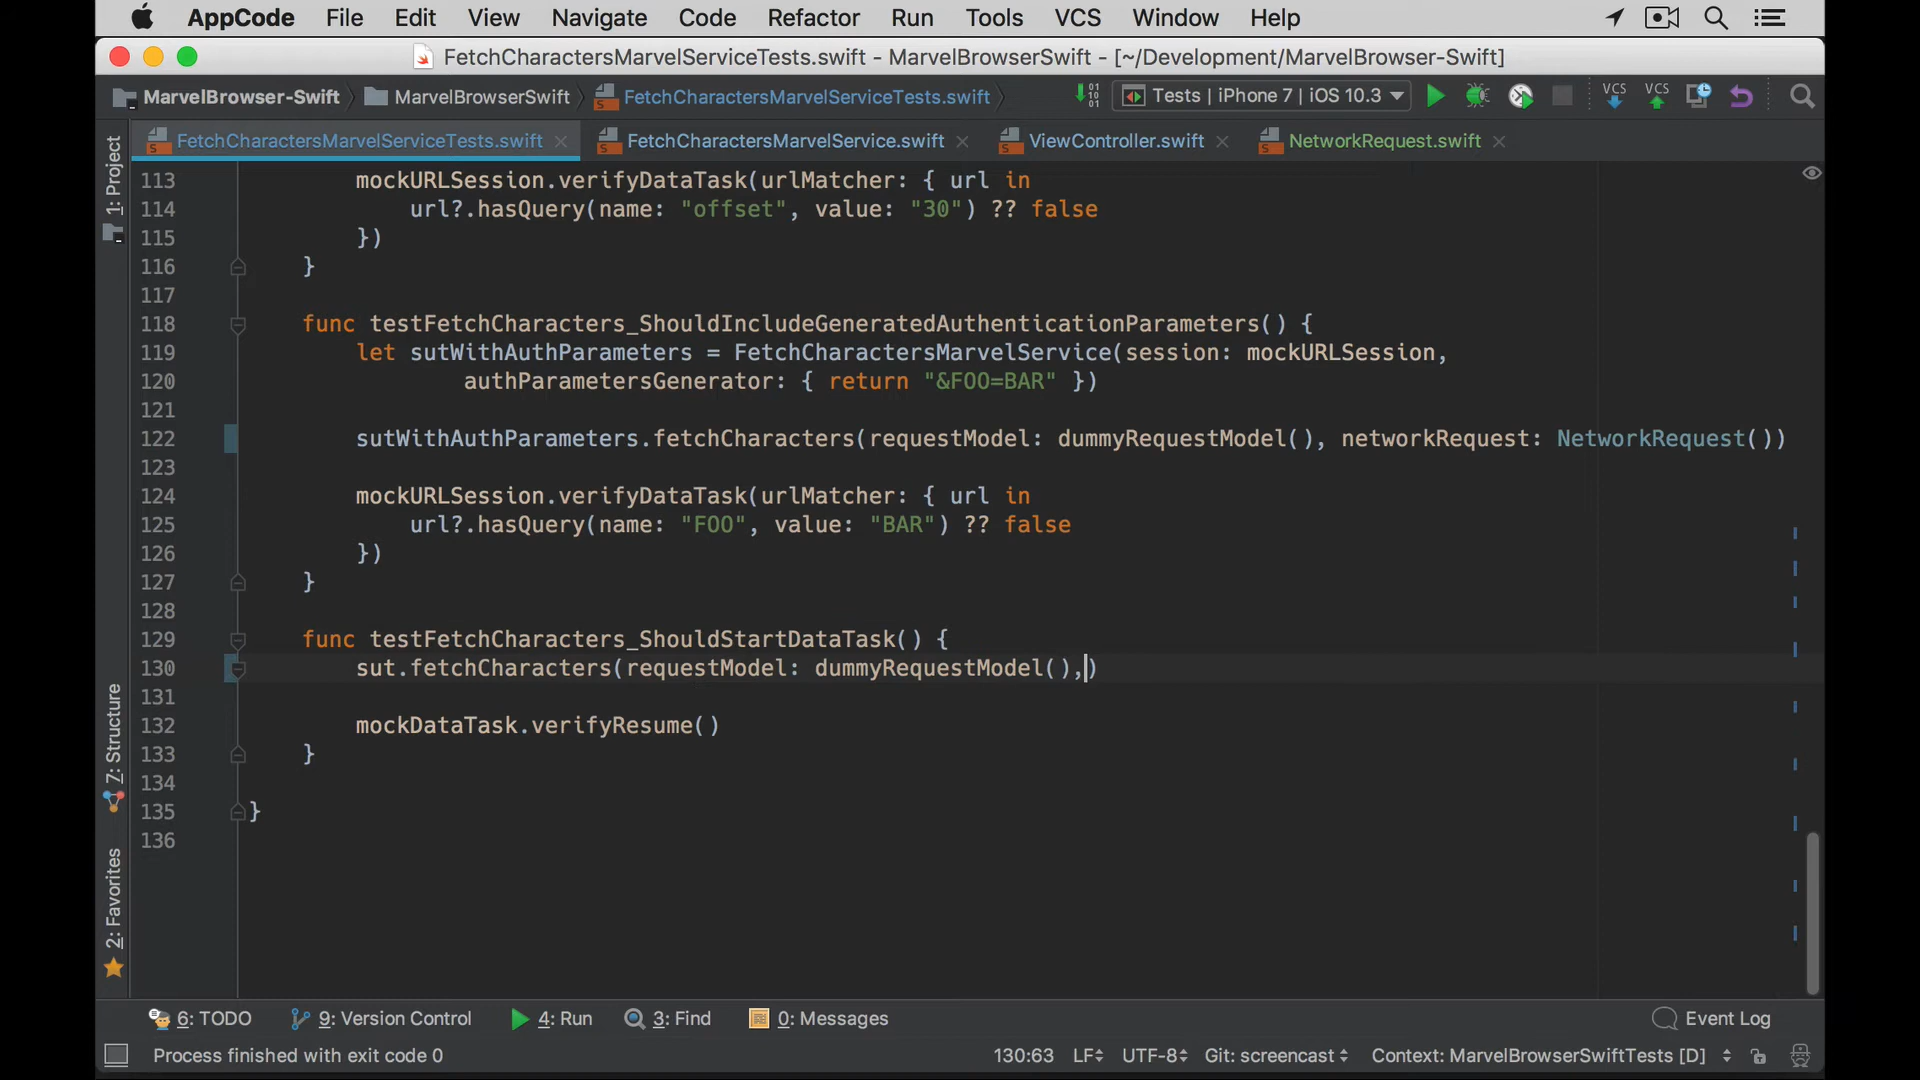 AppCode File Edit View Navigate Code Refactor Run Tools VCS Window Help
FetchCharactersMarvelServiceTests.swift - MarvelBrowserSwift - [~/Development/MarvelBrowser-Swift]
MarvelBrowser-Swift MarvelBrowserSwift FetchCharactersMarvelServiceTests.swift Tests | iPhone 7 | iOS 10.3 VCS VCS
FetchCharactersMarvelServiceTests.swift FetchCharactersMarvelService.swift ViewController.swift NetworkRequest.swift
1: Project
7: Structure
2: Favorites
113 mockURLSession.verifyDataTask(urlMatcher: { url in
114 url?.hasQuery(name: "offset", value: "30") ?? false
115 })
116 }
117
118 func testFetchCharacters_ShouldIncludeGeneratedAuthenticationParameters() {
119 let sutWithAuthParameters = FetchCharactersMarvelService(session: mockURLSession,
120 authParametersGenerator: { return "&FOO=BAR" })
121
122 sutWithAuthParameters.fetchCharacters(requestModel: dummyRequestModel(), networkRequest: NetworkRequest())
123
124 mockURLSession.verifyDataTask(urlMatcher: { url in
125 url?.hasQuery(name: "FOO", value: "BAR") ?? false
126 })
127 }
128
129 func testFetchCharacters_ShouldStartDataTask() {
130 sut.fetchCharacters(requestModel: dummyRequestModel(),)
131
132 mockDataTask.verifyResume()
133 }
134
135 }
136
6: TODO 9: Version Control 4: Run 3: Find 0: Messages Event Log
Process finished with exit code 0 130:63 LF UTF-8 Git: screencast Context: MarvelBrowserSwiftTests [D]